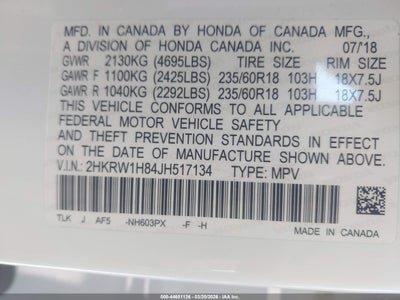 MFD. IN CANADA BY HONDA OF CANADA MFG.,
A DIVISION OF HONDA CANADA INC. 07/'18
GVWR 2130KG (4695LBS) TIRE SIZE RIM SIZE
GAWR F 1100KG (2425LBS) 235/60R18 103H 18X7.5J
GAWR R 1040KG (2292LBS) 235/60R18 103H 18X7.5J
THIS VEHICLE CONFORMS TO ALL APPLICABLE
FEDERAL MOTOR VEHICLE SAFETY
AND THEFT PREVENTION STANDARDS IN EFFECT
ON THE DATE OF MANUFACTURE SHOWN ABOVE.
V.I.N.: 2HKRW1H84JH517134 TYPE: MPV
TLK J AF5 -NH603PX -F -H
MADE IN CANADA
500-44651126 - 03/20/2026 - IAA Inc.